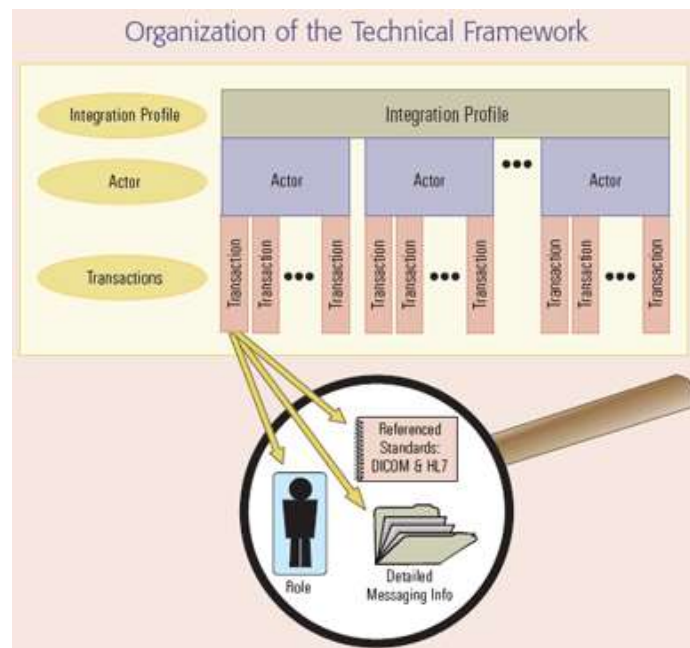 Organization of the Technical Framework
Integration Profile
Integration Profile
Actor
Actor
Actor
Actor
Transactions
Transaction
Transaction
Transaction
Transaction
Transaction
Transaction
Transaction
Transaction
Transaction
Referenced
Standards:
DICOM & HL7
Role
Detailed
Messaging Info